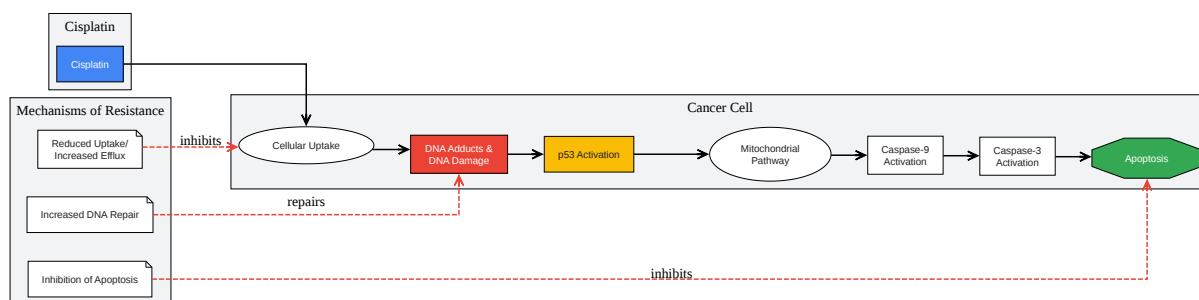 Cisplatin
Cisplatin
Mechanisms of Resistance
Reduced Uptake/
Increased Efflux
Increased DNA Repair
Inhibition of Apoptosis
inhibits
repairs
inhibits
Cancer Cell
Cellular Uptake
DNA Adducts &
DNA Damage
p53 Activation
Mitochondrial
Pathway
Caspase-9
Activation
Caspase-3
Activation
Apoptosis